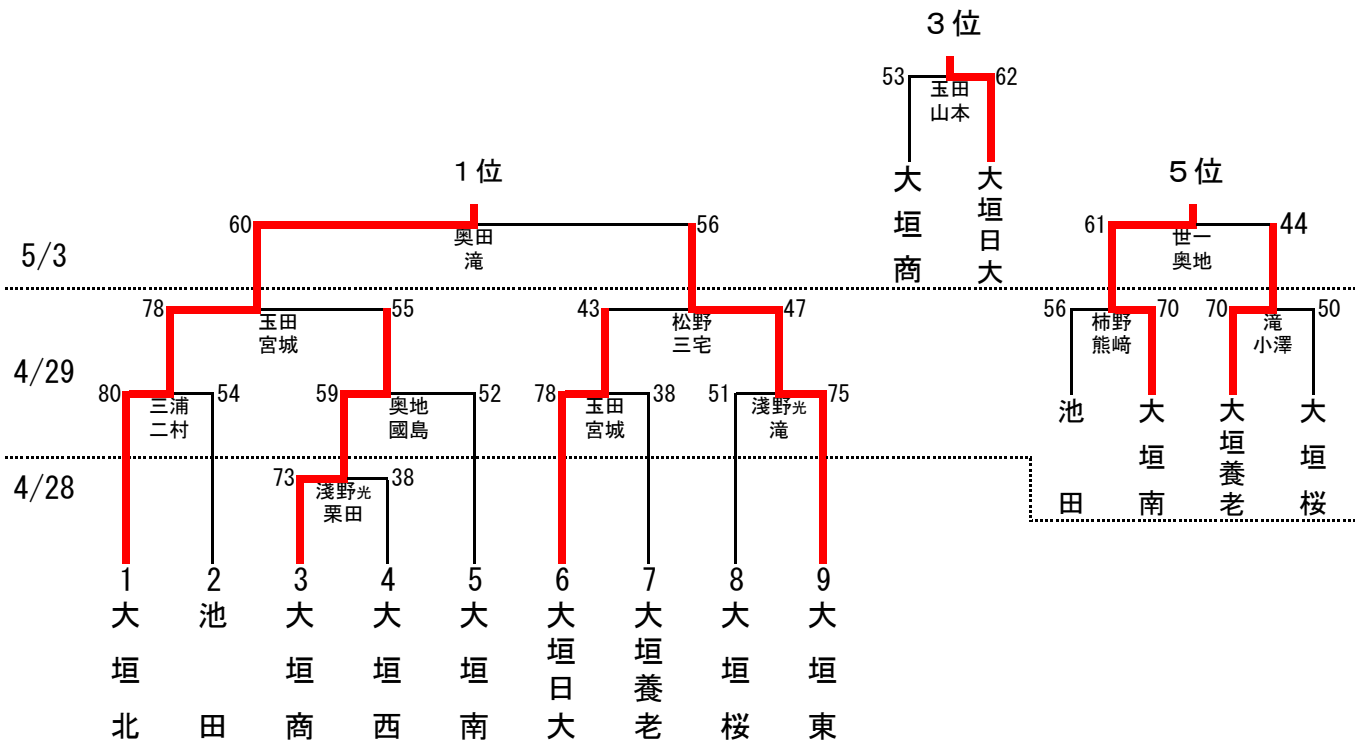 3位
53 62
玉田
山本
大垣商
大垣日大
1位
60 56
奥田
滝
5位
61 44
世一
奥地
5/3
78 55
玉田
宮城
43 47
松野
三宅
56 70
柿野
熊﨑
70 50
滝
小澤
4/29
80 54
三浦
二村
59 52
奥地
國島
78 38
玉田
宮城
51 75
淺野光
滝
池田
大垣南
大垣養老
大垣桜
4/28
73 38
淺野光
栗田
1 2 3 4 5 6 7 8 9
大垣北
池田
大垣商
大垣西
大垣南
大垣日大
大垣養老
大垣桜
大垣東